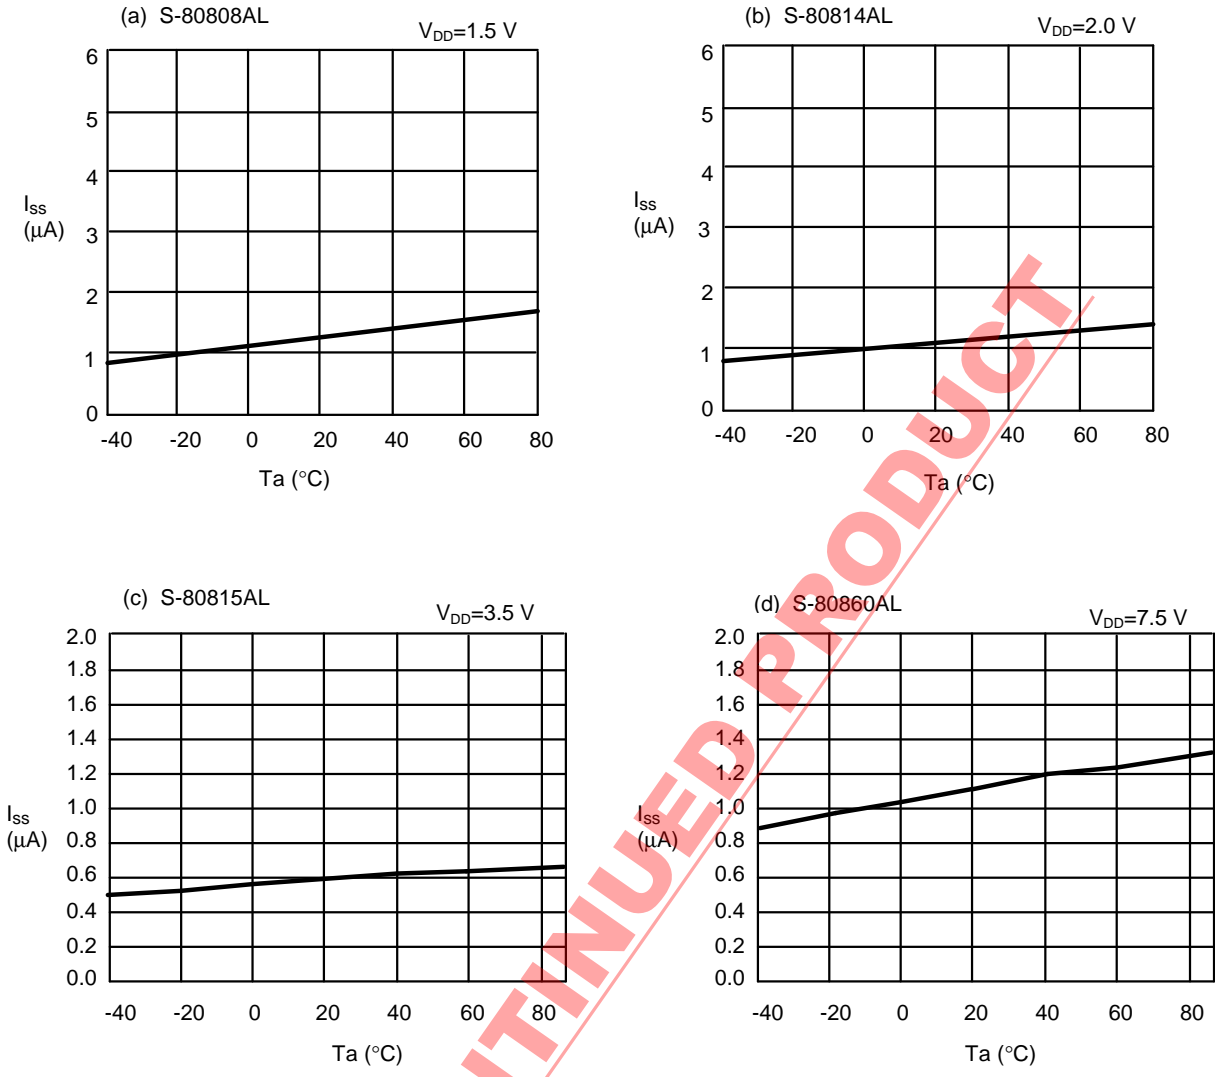 (a) S-80808AL
VDD=1.5 V
6
5
4
3
2
1
0
ISS
(μA)
-40 -20 0 20 40 60 80
Ta (°C)
(b) S-80814AL
VDD=2.0 V
6
5
4
3
2
1
0
ISS
(μA)
-40 -20 0 20 40 60 80
Ta (°C)
(c) S-80815AL
VDD=3.5 V
2.0
1.8
1.6
1.4
1.2
1.0
0.8
0.6
0.4
0.2
0.0
ISS
(μA)
-40 -20 0 20 40 60 80
Ta (°C)
(d) S-80860AL
VDD=7.5 V
2.0
1.8
1.6
1.4
1.2
1.0
0.8
0.6
0.4
0.2
0.0
ISS
(μA)
-40 -20 0 20 40 60 80
Ta (°C)
TINUED PRODUCT